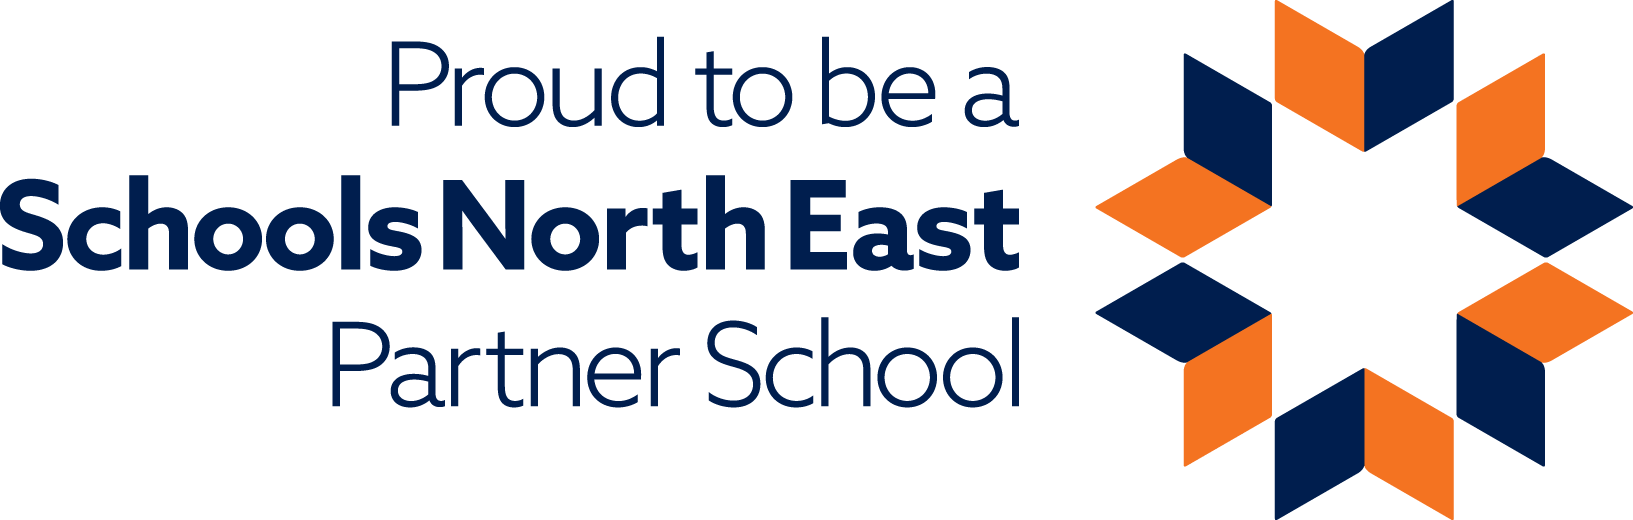 Proud to be a
Schools North East
Partner School